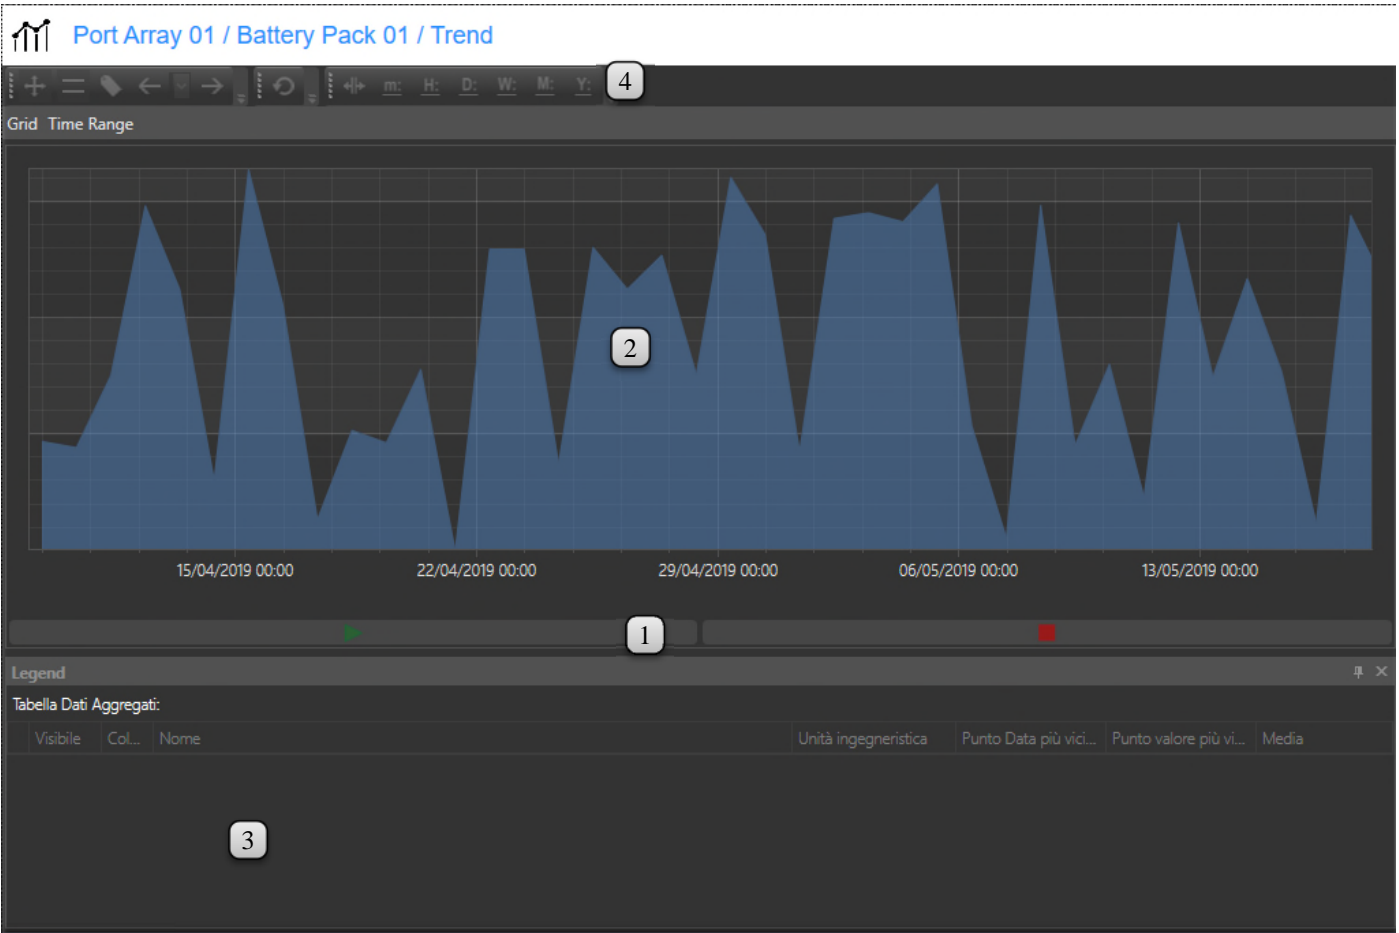 Port Array 01 / Battery Pack 01 / Trend
m: H: D: W: M: Y: 4
Grid Time Range
2
15/04/2019 00:00 22/04/2019 00:00 29/04/2019 00:00 06/05/2019 00:00 13/05/2019 00:00
1
Legend
Tabella Dati Aggregati:
Visibile Col... Nome Unità ingegneristica Punto Data più vici... Punto valore più vi... Media
3